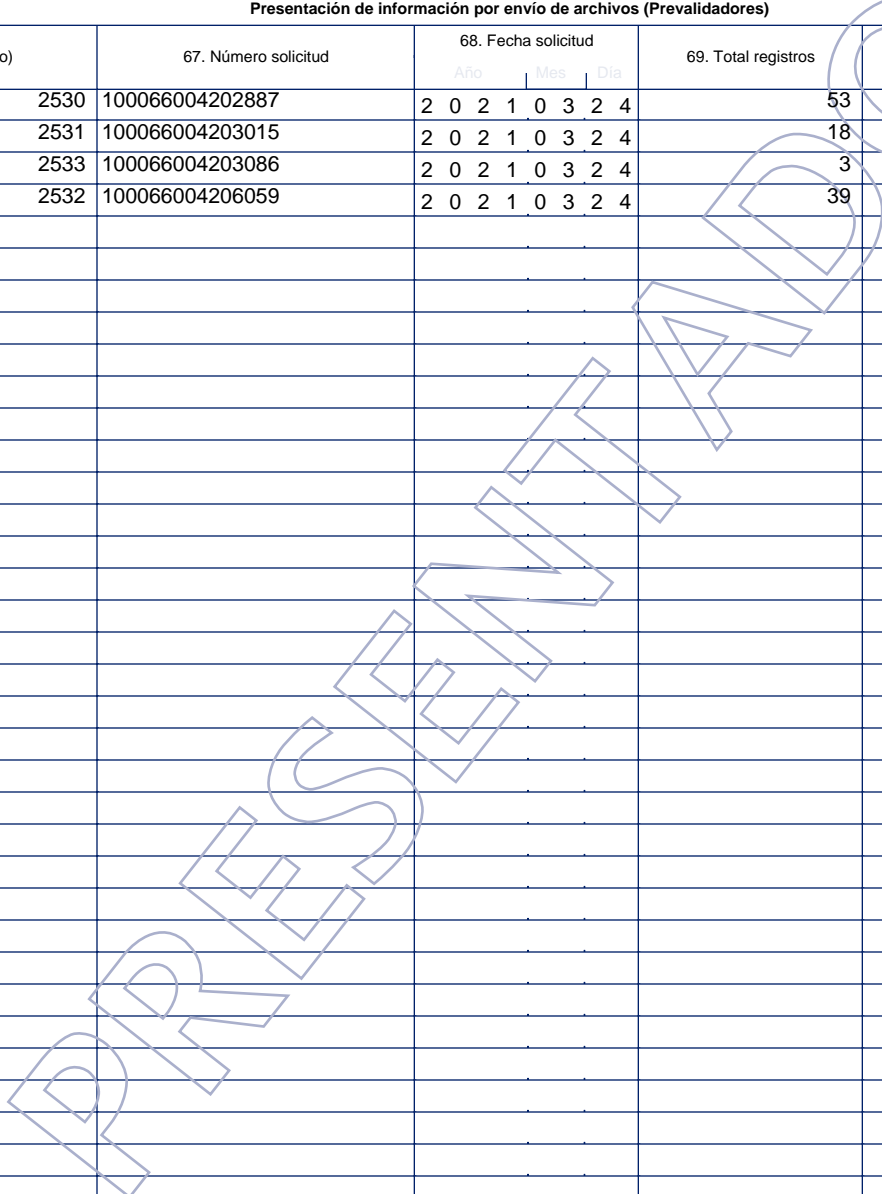 Presentación de información por envío de archivos (Prevalidadores)
o) 67. Número solicitud 68. Fecha solicitud 69. Total registros
Año Mes Día
2530 100066004202887 2 0 2 1 0 3 2 4 53
2531 100066004203015 2 0 2 1 0 3 2 4 18
2533 100066004203086 2 0 2 1 0 3 2 4 3
2532 100066004206059 2 0 2 1 0 3 2 4 39
PRESENTADO